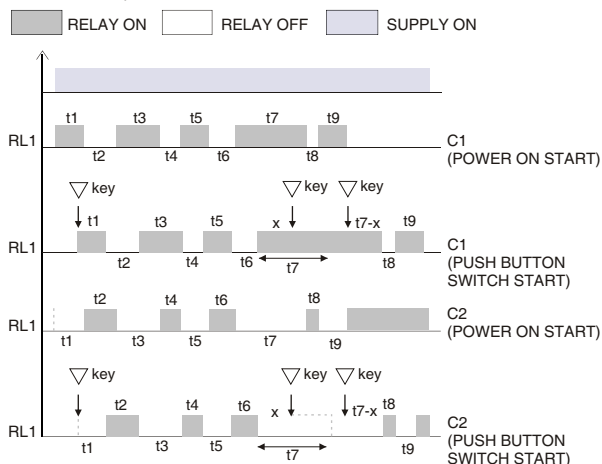 RELAY ON RELAY OFF SUPPLY ON
t1 t3 t5 t7 t9
RL1 C1
t2 t4 t6 t8 (POWER ON START)
key key key
t1 t3 t5 x t7-x t9
RL1 C1
t2 t4 t6 t7 t8 (PUSH BUTTON
SWITCH START)
t2 t4 t6 t8 C2
RL1 (POWER ON START)
t1 t3 t5 t7 t9
key key key
t2 t4 t6 x t7-x t8
RL1 C2
t1 t3 t5 t7 t9 (PUSH BUTTON
SWITCH START)